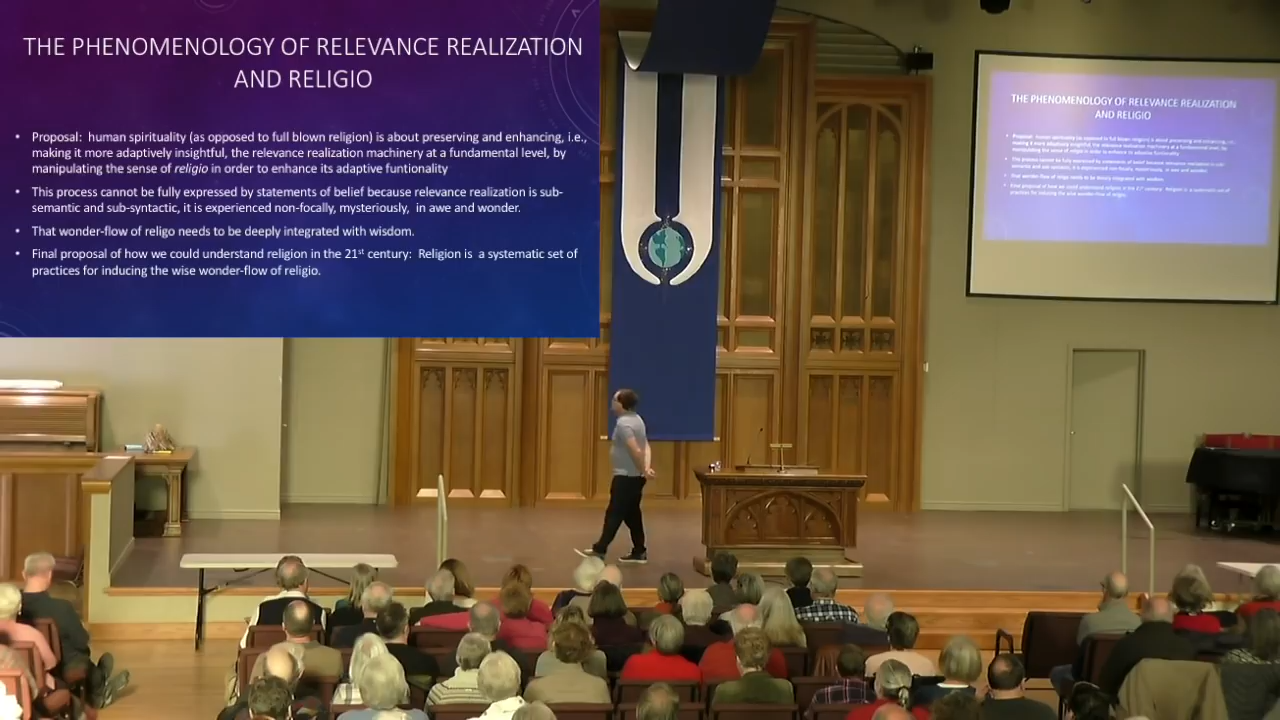 THE PHENOMENOLOGY OF RELEVANCE REALIZATION
AND RELIGIO
• Proposal: human spirituality (as opposed to full blown religion) is about preserving and enhancing, i.e.,
making it more adaptively insightful, the relevance realization machinery at a fundamental level, by
manipulating the sense of religio in order to enhance its adaptive funtionality
• This process cannot be fully expressed by statements of belief because relevance realization is sub-
semantic and sub-syntactic, it is experienced non-focally, mysteriously, in awe and wonder.
• That wonder-flow of religo needs to be deeply integrated with wisdom.
• Final proposal of how we could understand religion in the 21st century: Religion is a systematic set of
practices for inducing the wise wonder-flow of religio.
THE PHENOMENOLOGY OF RELEVANCE REALIZATION
AND RELIGIO